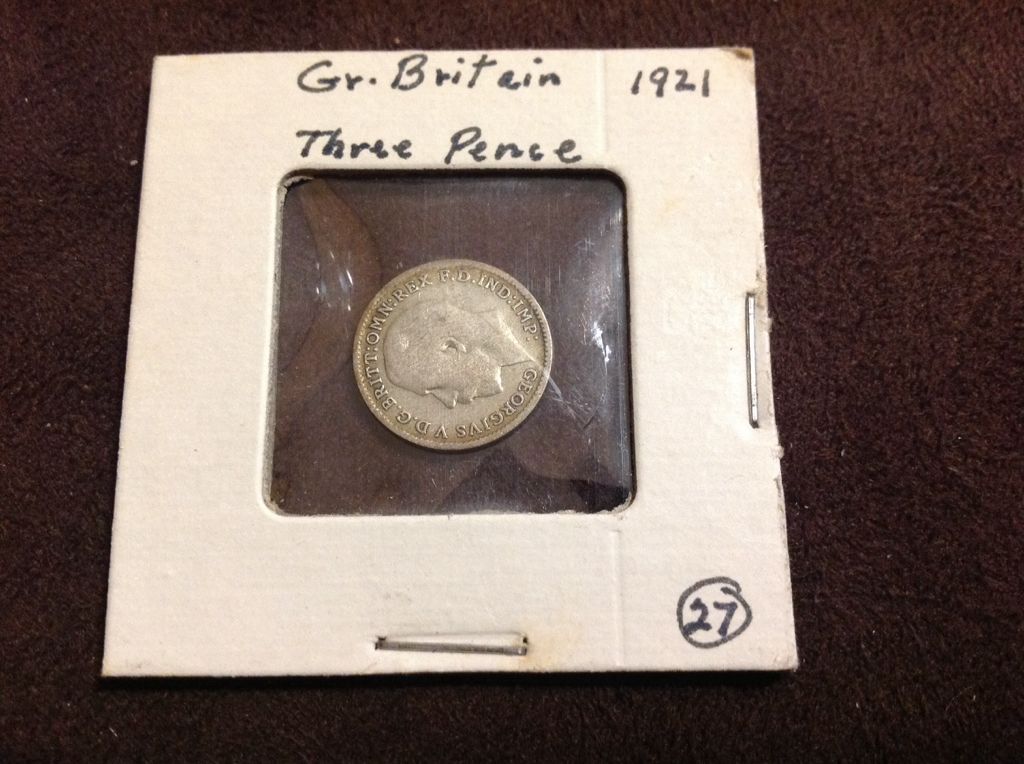 Gr. Britain 1921
Three Pence
GEORGIVS V D.G. BRITT: OMN: REX F.D. IND: IMP:
27